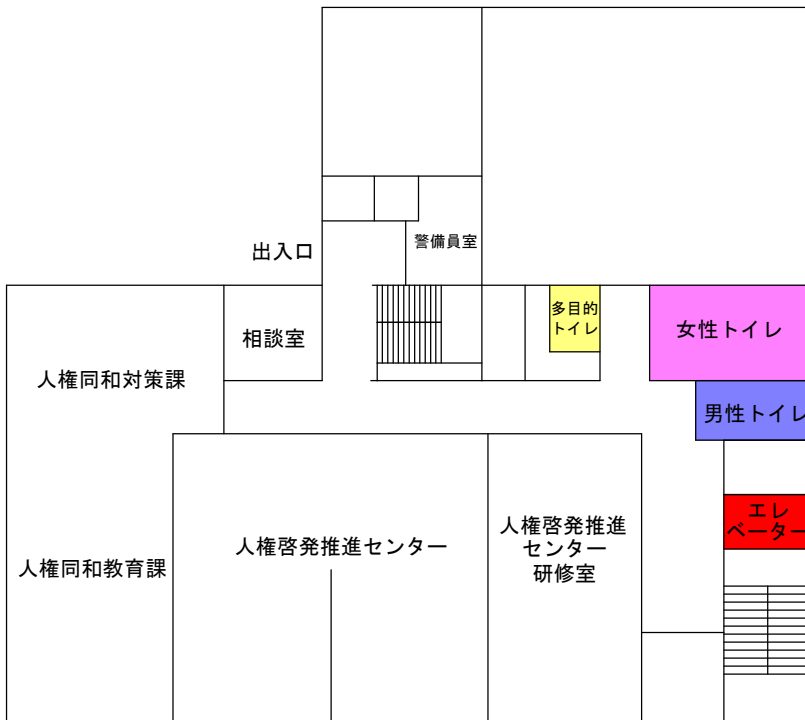 警備員室
出入口
多目的
トイレ
女性トイレ
相談室
人権同和対策課
男性トイレ
エレ
ベーター
人権啓発推進センター
人権啓発推進
センター
研修室
人権同和教育課